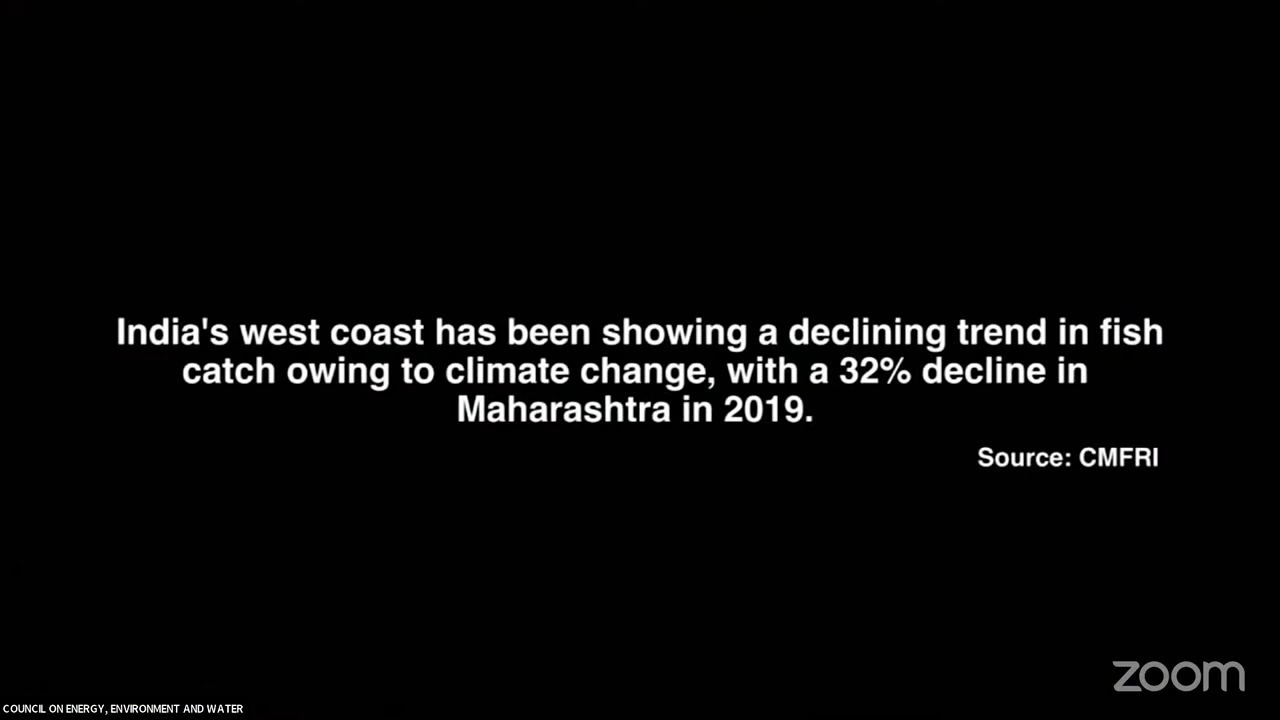 India's west coast has been showing a declining trend in fish
catch owing to climate change, with a 32% decline in
Maharashtra in 2019.
Source: CMFRI
zoom
COUNCIL ON ENERGY, ENVIRONMENT AND WATER